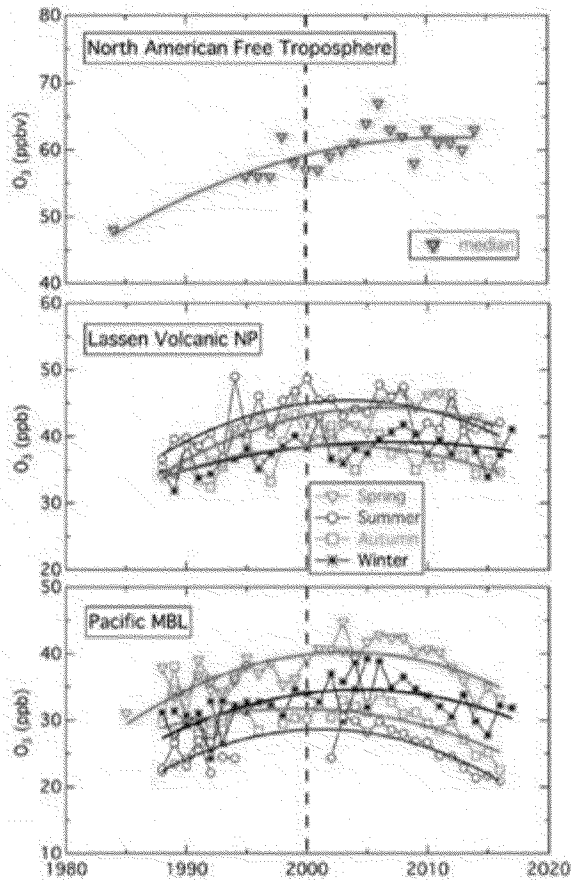 80
North American Free Troposphere
70
O₃ (ppbv)
60
50
median
40
60
Lassen Volcanic NP
50
O₃ (ppb)
40
30
Spring
Summer
Autumn
Winter
20
50
Pacific MBL
40
O₃ (ppb)
30
20
10
1980
1990
2000
2010
2020